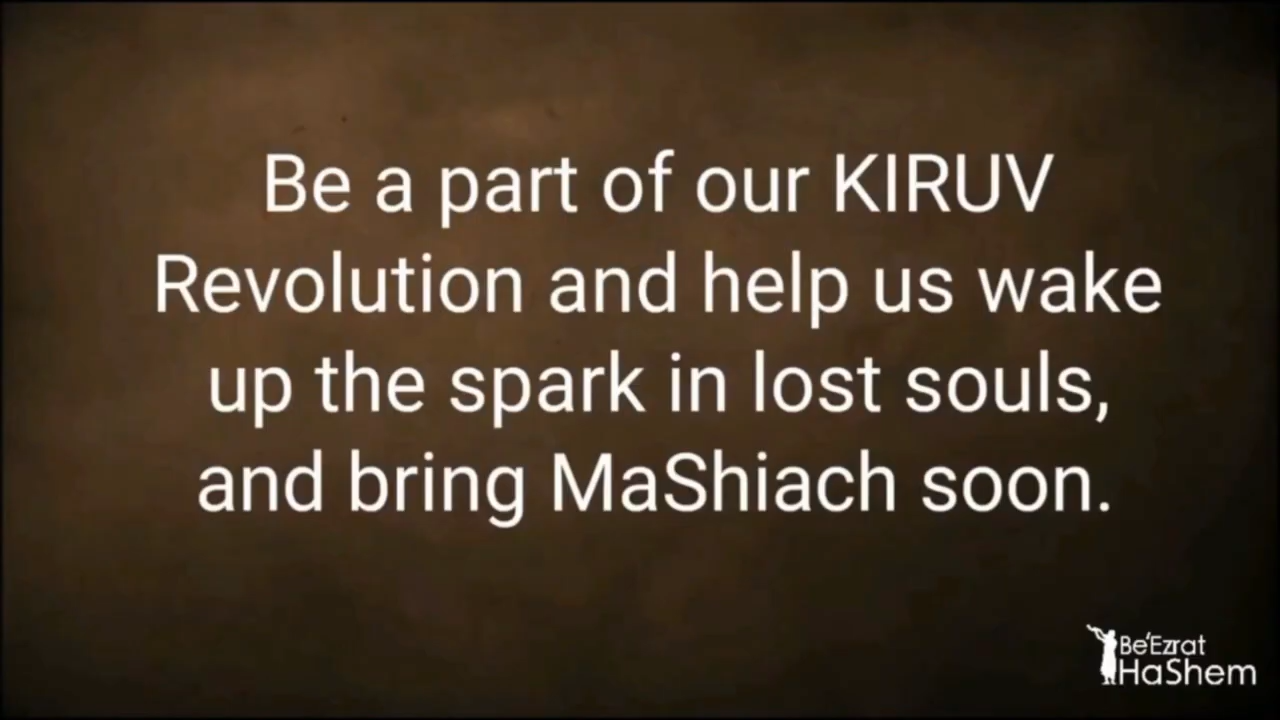 Be a part of our KIRUV
Revolution and help us wake
up the spark in lost souls,
and bring MaShiach soon.
Be'Ezrat
HaShem